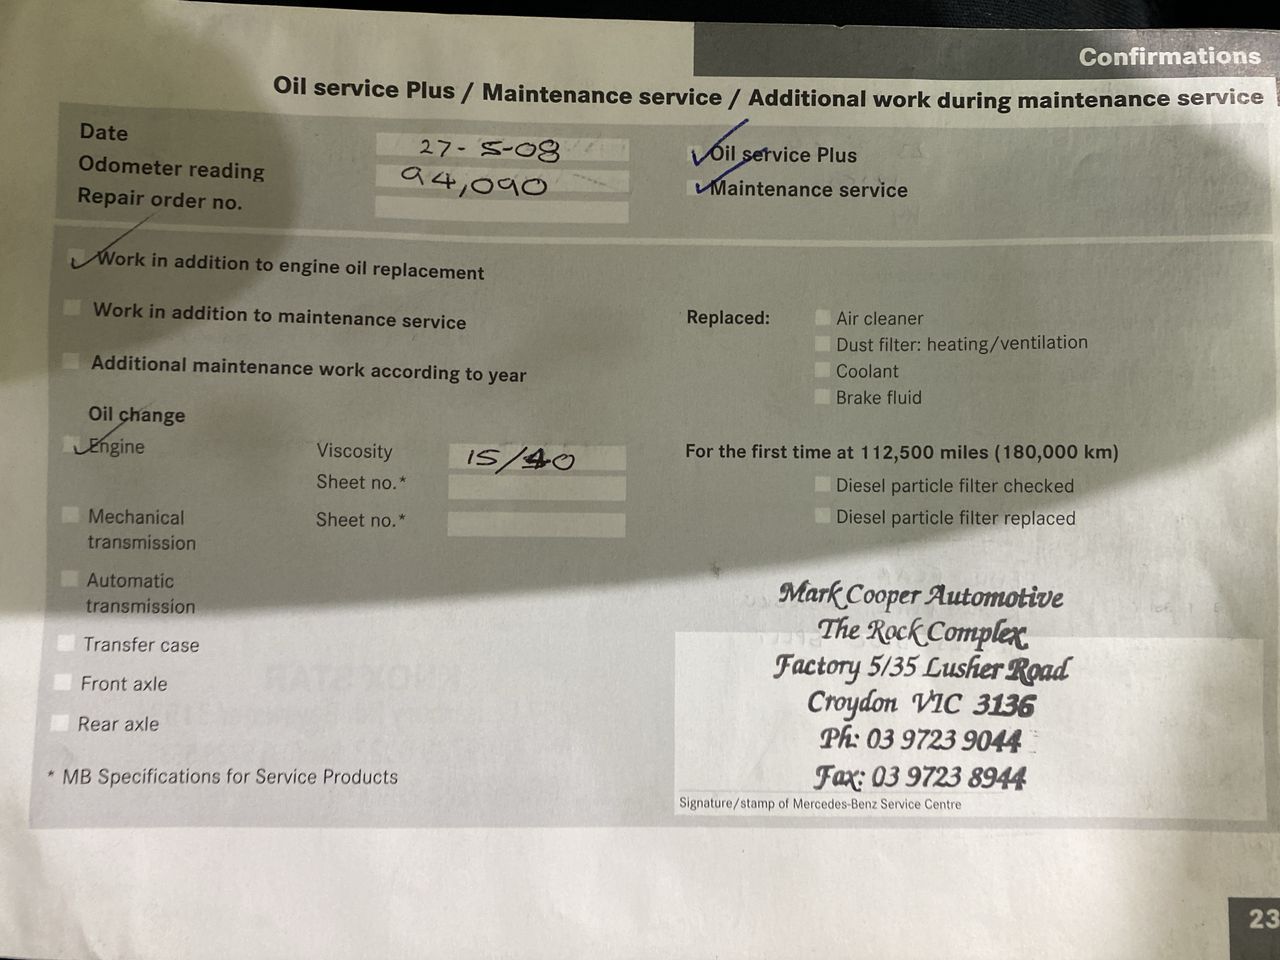 Confirmations
Oil service Plus / Maintenance service / Additional work during maintenance service
Date 27-5-08
Odometer reading 94,090
Repair order no.
✓ Oil service Plus
✓ Maintenance service
✓ Work in addition to engine oil replacement
Work in addition to maintenance service
Additional maintenance work according to year
Oil change
✓ Engine Viscosity 15/40
Sheet no.*
Mechanical transmission Sheet no.*
Automatic transmission
Transfer case
Front axle
Rear axle
* MB Specifications for Service Products
Replaced: Air cleaner
Dust filter: heating/ventilation
Coolant
Brake fluid
For the first time at 112,500 miles (180,000 km)
Diesel particle filter checked
Diesel particle filter replaced
Mark Cooper Automotive
The Rock Complex
Factory 5/35 Lusher Road
Croydon VIC 3136
Ph: 03 9723 9044
Fax: 03 9723 8944
Signature/stamp of Mercedes-Benz Service Centre
23